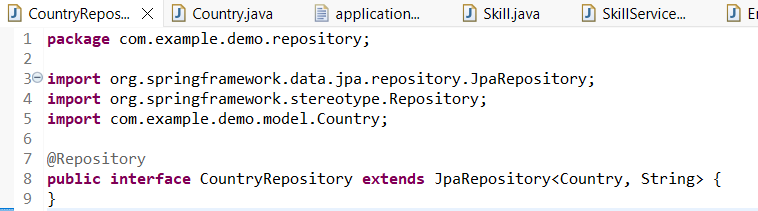 CountryRepos... Country.java application... Skill.java SkillService...
1 package com.example.demo.repository;
2
3 import org.springframework.data.jpa.repository.JpaRepository;
4 import org.springframework.stereotype.Repository;
5 import com.example.demo.model.Country;
6
7 @Repository
8 public interface CountryRepository extends JpaRepository<Country, String> {
9 }